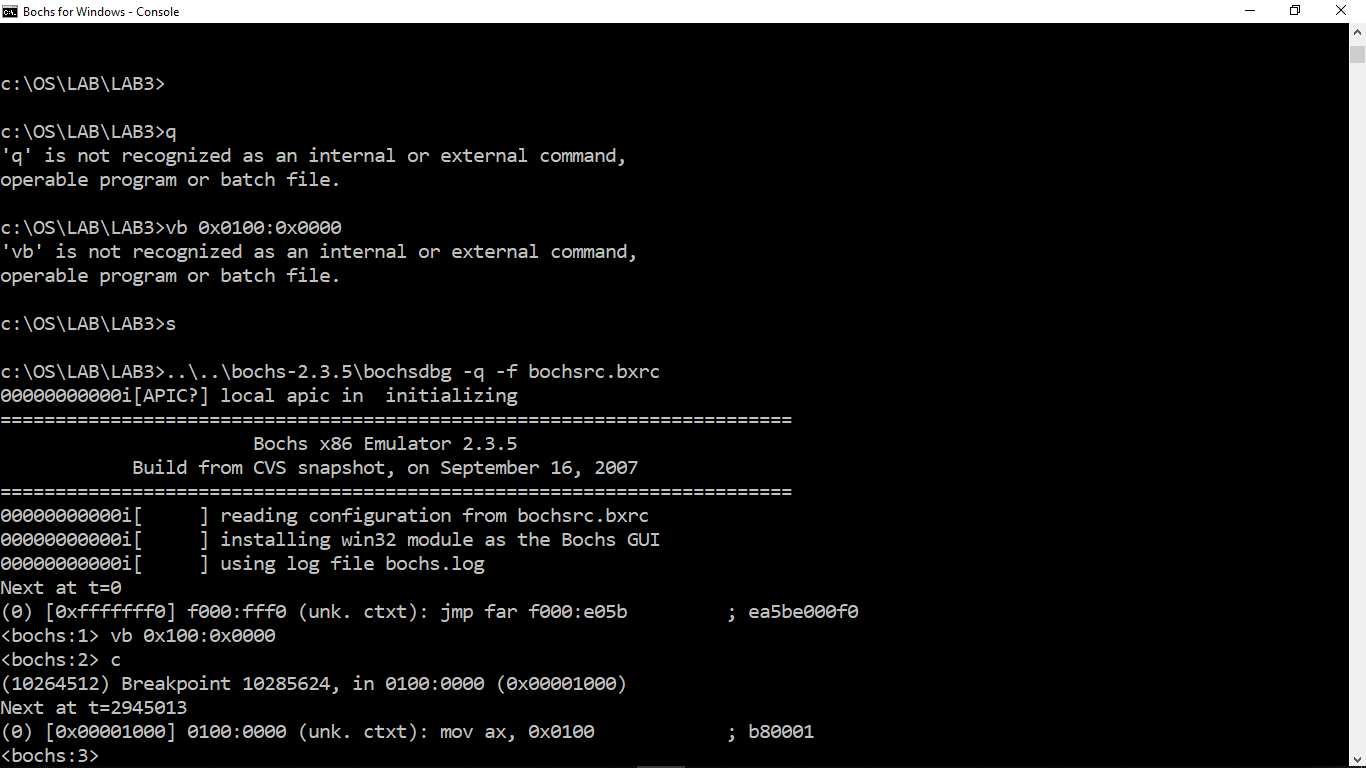 Bochs for Windows - Console
c:\OS\LAB\LAB3>
c:\OS\LAB\LAB3>q
'q' is not recognized as an internal or external command,
operable program or batch file.
c:\OS\LAB\LAB3>vb 0x0100:0x0000
'vb' is not recognized as an internal or external command,
operable program or batch file.
c:\OS\LAB\LAB3>s
c:\OS\LAB\LAB3>..\..\bochs-2.3.5\bochsdbg -q -f bochsrc.bxrc
00000000000i[APIC?] local apic in  initializing
========================================================================
Bochs x86 Emulator 2.3.5
Build from CVS snapshot, on September 16, 2007
========================================================================
00000000000i[     ] reading configuration from bochsrc.bxrc
00000000000i[     ] installing win32 module as the Bochs GUI
00000000000i[     ] using log file bochs.log
Next at t=0
(0) [0xfffffff0] f000:fff0 (unk. ctxt): jmp far f000:e05b         ; ea5be000f0
<bochs:1> vb 0x100:0x0000
<bochs:2> c
(10264512) Breakpoint 10285624, in 0100:0000 (0x00001000)
Next at t=2945013
(0) [0x00001000] 0100:0000 (unk. ctxt): mov ax, 0x0100            ; b80001
<bochs:3>